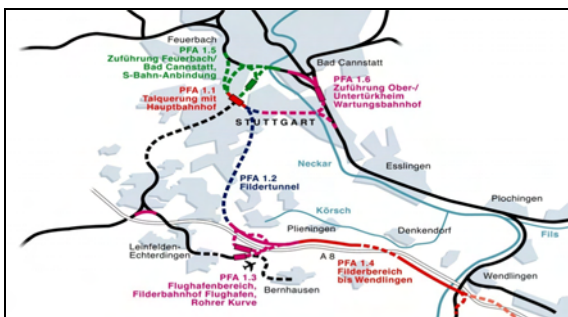 Feuerbach
PFA 1.5
Zuführung Feuerbach/
Bad Cannstatt,
S-Bahn-Anbindung
Bad Cannstatt
PFA 1.6
Zuführung Ober-/
Untertürkheim
Wartungsbahnhof
PFA 1.1
Talquerung mit
Hauptbahnhof
STUTTGART
Neckar
Esslingen
PFA 1.2
Fildertunnel
Plochingen
Körsch
Fils
Plieningen
Denkendorf
A 8
Wendlingen
Leinfelden-
Echterdingen
PFA 1.4
Filderbereich
bis Wendlingen
PFA 1.3
Flughafenbereich,
Filderbahnhof Flughafen,
Rohrer Kurve
Bernhausen